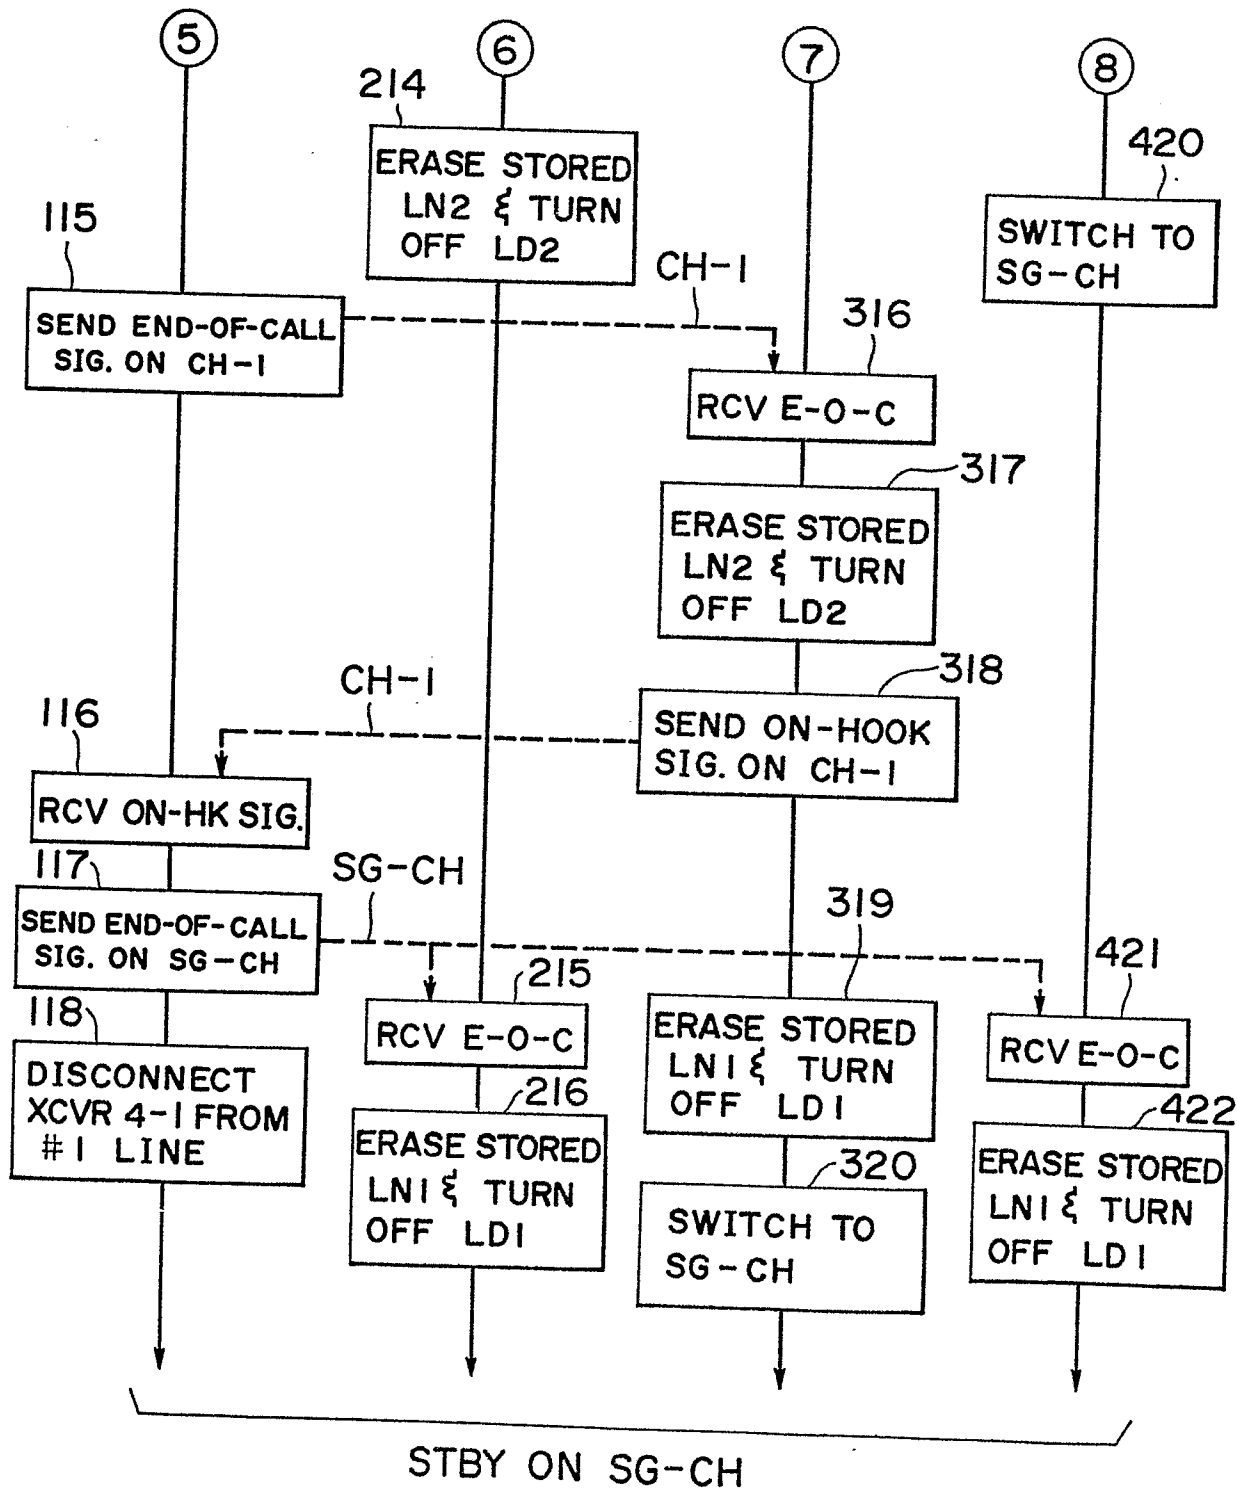 5
6
7
8
214
ERASE STORED
LN2 & TURN
OFF LD2
420
SWITCH TO
SG-CH
115
SEND END-OF-CALL
SIG. ON CH-1
CH-1
316
RCV E-O-C
317
ERASE STORED
LN2 & TURN
OFF LD2
CH-1
318
SEND ON-HOOK
SIG. ON CH-1
116
RCV ON-HK SIG.
117
SEND END-OF-CALL
SIG. ON SG-CH
SG-CH
319
ERASE STORED
LN1 & TURN
OFF LD1
421
RCV E-O-C
215
RCV E-O-C
118
DISCONNECT
XCVR 4-1 FROM
#1 LINE
216
ERASE STORED
LN1 & TURN
OFF LD1
320
SWITCH TO
SG-CH
422
ERASE STORED
LN1 & TURN
OFF LD1
STBY ON SG-CH